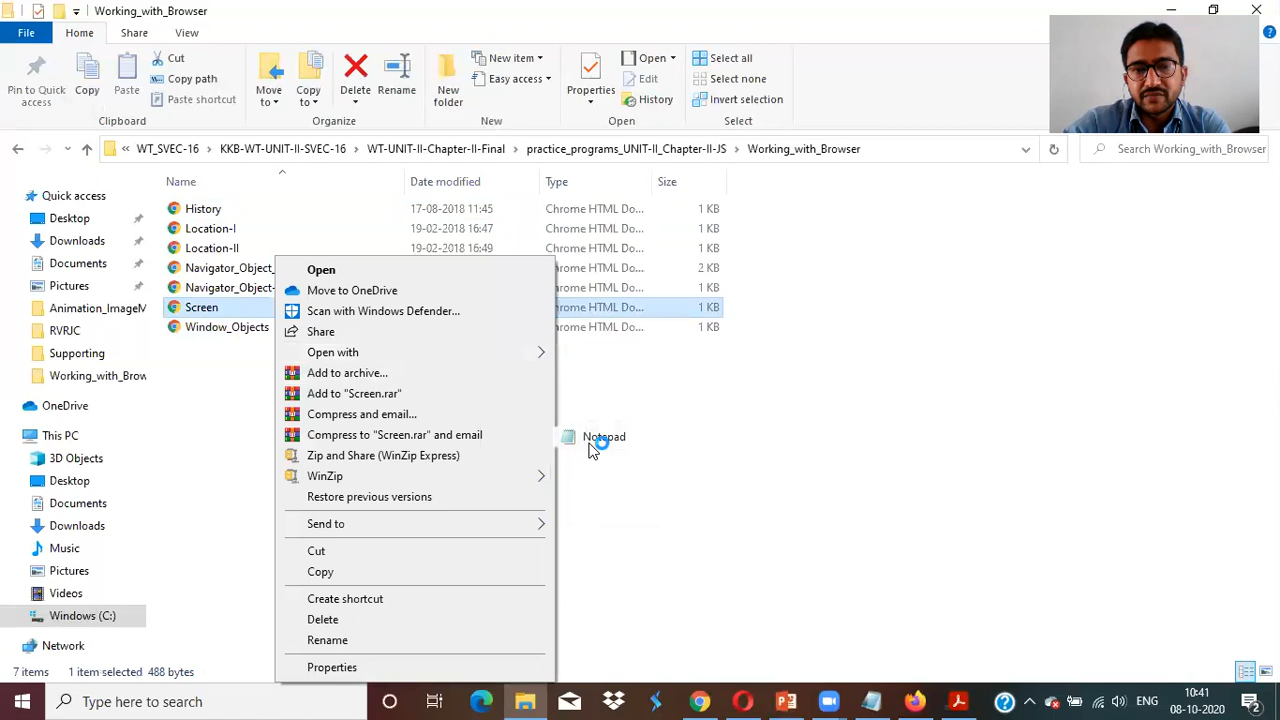 Working_with_Browser
File Home Share View
Pin to Quick access
Copy
Paste
Cut
Copy path
Paste shortcut
Clipboard
Move to
Copy to
Delete
Rename
Organize
New folder
New item
Easy access
New
Properties
Open
Edit
History
Open
Select all
Select none
Invert selection
Select
« WT_SVEC-16 > KKB-WT-UNIT-II-SVEC-16 > WT-UNIT-II-Chapter-II-Final > practice_programs_UNIT-II_Chapter-II-JS > Working_with_Browser
Search Working_with_Browser
Name Date modified Type Size
Quick access
Desktop
Downloads
Documents
Pictures
Animation_ImageM
RVRJC
Supporting
Working_with_Brow
OneDrive
This PC
3D Objects
Desktop
Documents
Downloads
Music
Pictures
Videos
Windows (C:)
Network
History 17-08-2018 11:45 Chrome HTML Do... 1 KB
Location-I 19-02-2018 16:47 Chrome HTML Do... 1 KB
Location-II 19-02-2018 16:49 Chrome HTML Do... 1 KB
Navigator_Object_ hrome HTML Do... 2 KB
Navigator_Object- hrome HTML Do... 1 KB
Screen hrome HTML Do... 1 KB
Window_Objects hrome HTML Do... 1 KB
Open
Move to OneDrive
Scan with Windows Defender...
Share
Open with
Add to archive...
Add to "Screen.rar"
Compress and email...
Compress to "Screen.rar" and email
Zip and Share (WinZip Express)
WinZip
Restore previous versions
Send to
Cut
Copy
Create shortcut
Delete
Rename
Properties
Notepad
7 items 1 item selected 488 bytes
Type here to search
ENG
10:41
08-10-2020
2